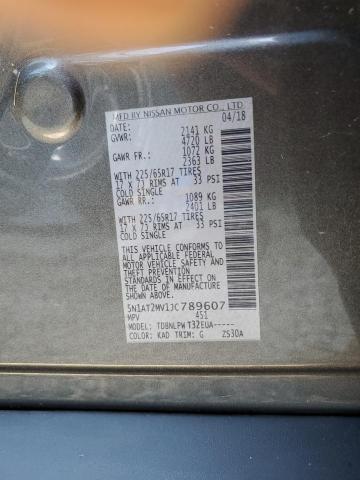 MFD BY NISSAN MOTOR CO., LTD
DATE: 04/18
GVWR: 2141 KG
4720 LB
GAWR FR.: 1072 KG
2363 LB
WITH 225/65R17 TIRES
17 X 7J RIMS AT 33 PSI
COLD SINGLE
GAWR RR.: 1089 KG
2401 LB
WITH 225/65R17 TIRES
17 X 7J RIMS AT 33 PSI
COLD SINGLE
THIS VEHICLE CONFORMS TO ALL
APPLICABLE FEDERAL MOTOR
VEHICLE SAFETY AND
THEFT PREVENTION STANDARDS
IN EFFECT ON THE
DATE OF MANUFACTURE SHOWN
ABOVE.
5N1AT2MV1JC789607
MPV 451
MODEL: TDBNLPW T32EUA-----
COLOR: KAD TRIM: G ZS30A